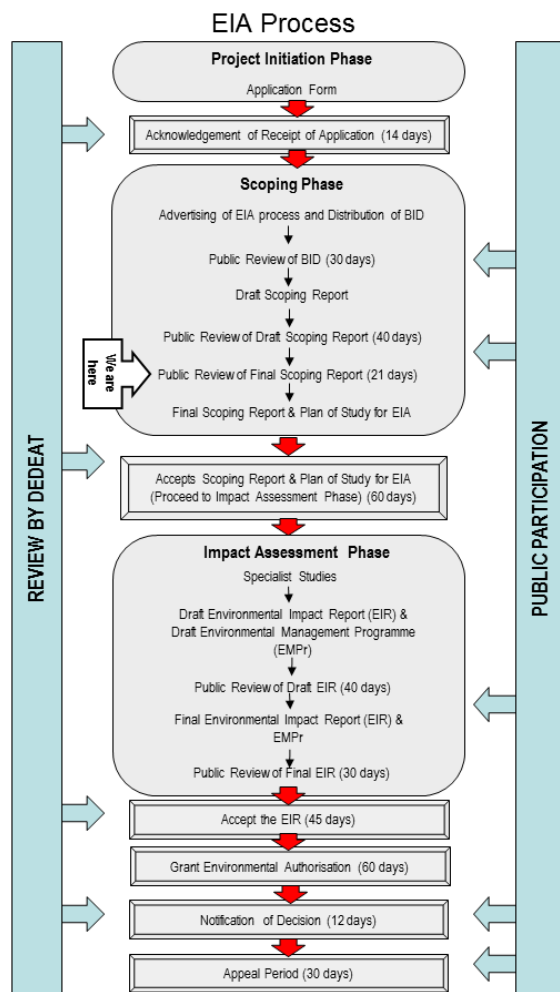 EIA Process
Project Initiation Phase
Application Form
Acknowledgement of Receipt of Application (14 days)
Scoping Phase
Advertising of EIA process and Distribution of BID
Public Review of BID (30 days)
Draft Scoping Report
Public Review of Draft Scoping Report (40 days)
We are
here
Public Review of Final Scoping Report (21 days)
Final Scoping Report & Plan of Study for EIA
REVIEW BY DEDEAT
PUBLIC PARTICIPATION
Accepts Scoping Report & Plan of Study for EIA
(Proceed to Impact Assessment Phase) (60 days)
Impact Assessment Phase
Specialist Studies
Draft Environmental Impact Report (EIR) &
Draft Environmental Management Programme
(EMPr)
Public Review of Draft EIR (40 days)
Final Environmental Impact Report (EIR) &
EMPr
Public Review of Final EIR (30 days)
Accept the EIR (45 days)
Grant Environmental Authorisation (60 days)
Notification of Decision (12 days)
Appeal Period (30 days)